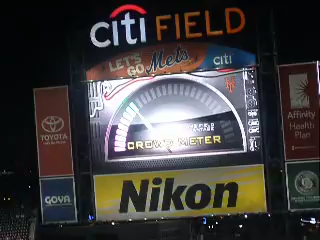 citi FIELD
LET'S GO Mets
citi
CROWD METER
TOYOTA
GOYA
Affinity
Health
Plan
Nikon